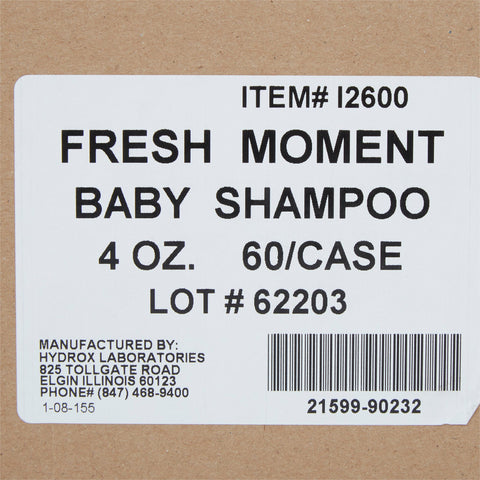 ITEM# I2600
FRESH MOMENT
BABY SHAMPOO
4 OZ. 60/CASE
LOT # 62203
MANUFACTURED BY:
HYDROX LABORATORIES
825 TOLLGATE ROAD
ELGIN ILLINOIS 60123
PHONE# (847) 468-9400
1-08-155
21599-90232